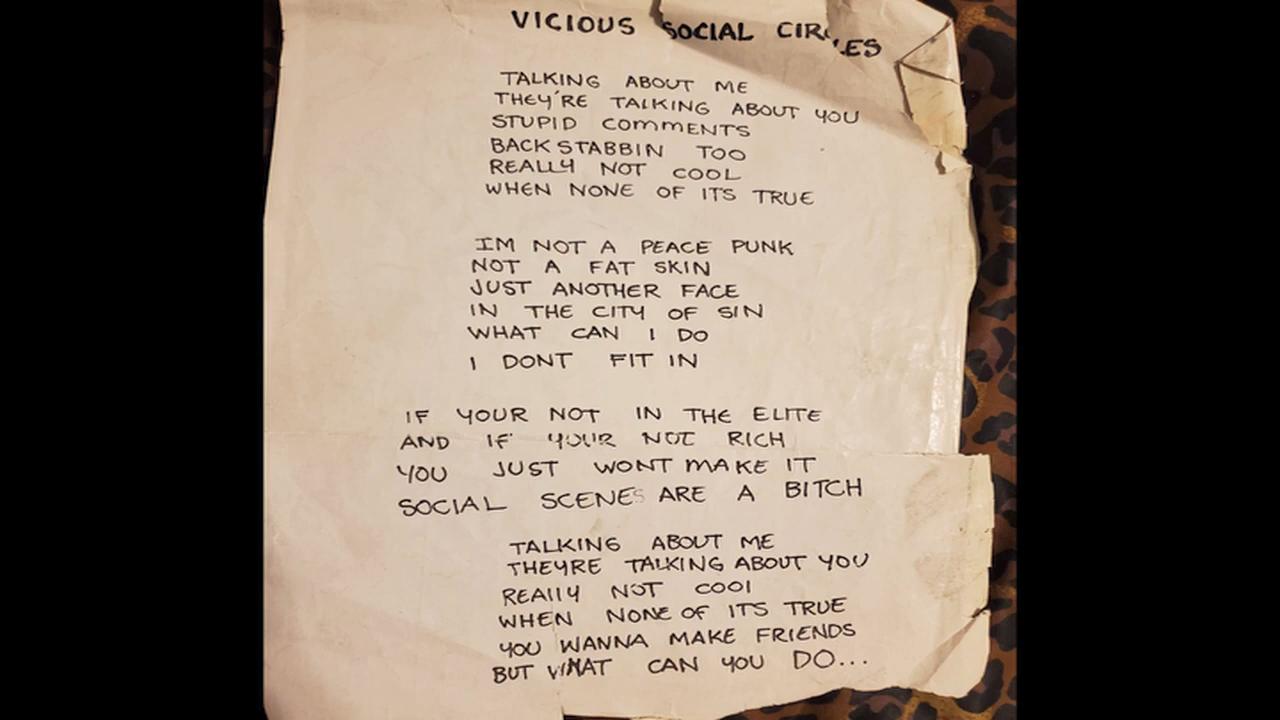 VICIOUS SOCIAL CIRCLES
TALKING ABOUT ME
THEY'RE TALKING ABOUT YOU
STUPID COMMENTS
BACK STABBIN TOO
REALLY NOT COOL
WHEN NONE OF ITS TRUE
IM NOT A PEACE PUNK
NOT A FAT SKIN
JUST ANOTHER FACE
IN THE CITY OF SIN
WHAT CAN I DO
I DONT FIT IN
IF YOUR NOT IN THE ELITE
AND IF YOUR NOT RICH
YOU JUST WONT MAKE IT
SOCIAL SCENES ARE A BITCH
TALKING ABOUT ME
THEYRE TALKING ABOUT YOU
REALLY NOT COOL
WHEN NONE OF ITS TRUE
YOU WANNA MAKE FRIENDS
BUT WHAT CAN YOU DO...